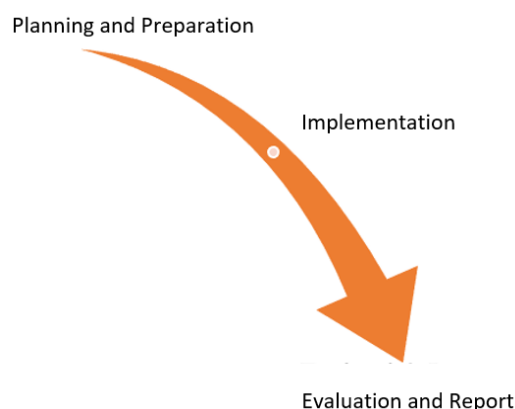 Planning and Preparation
Implementation
Evaluation and Report